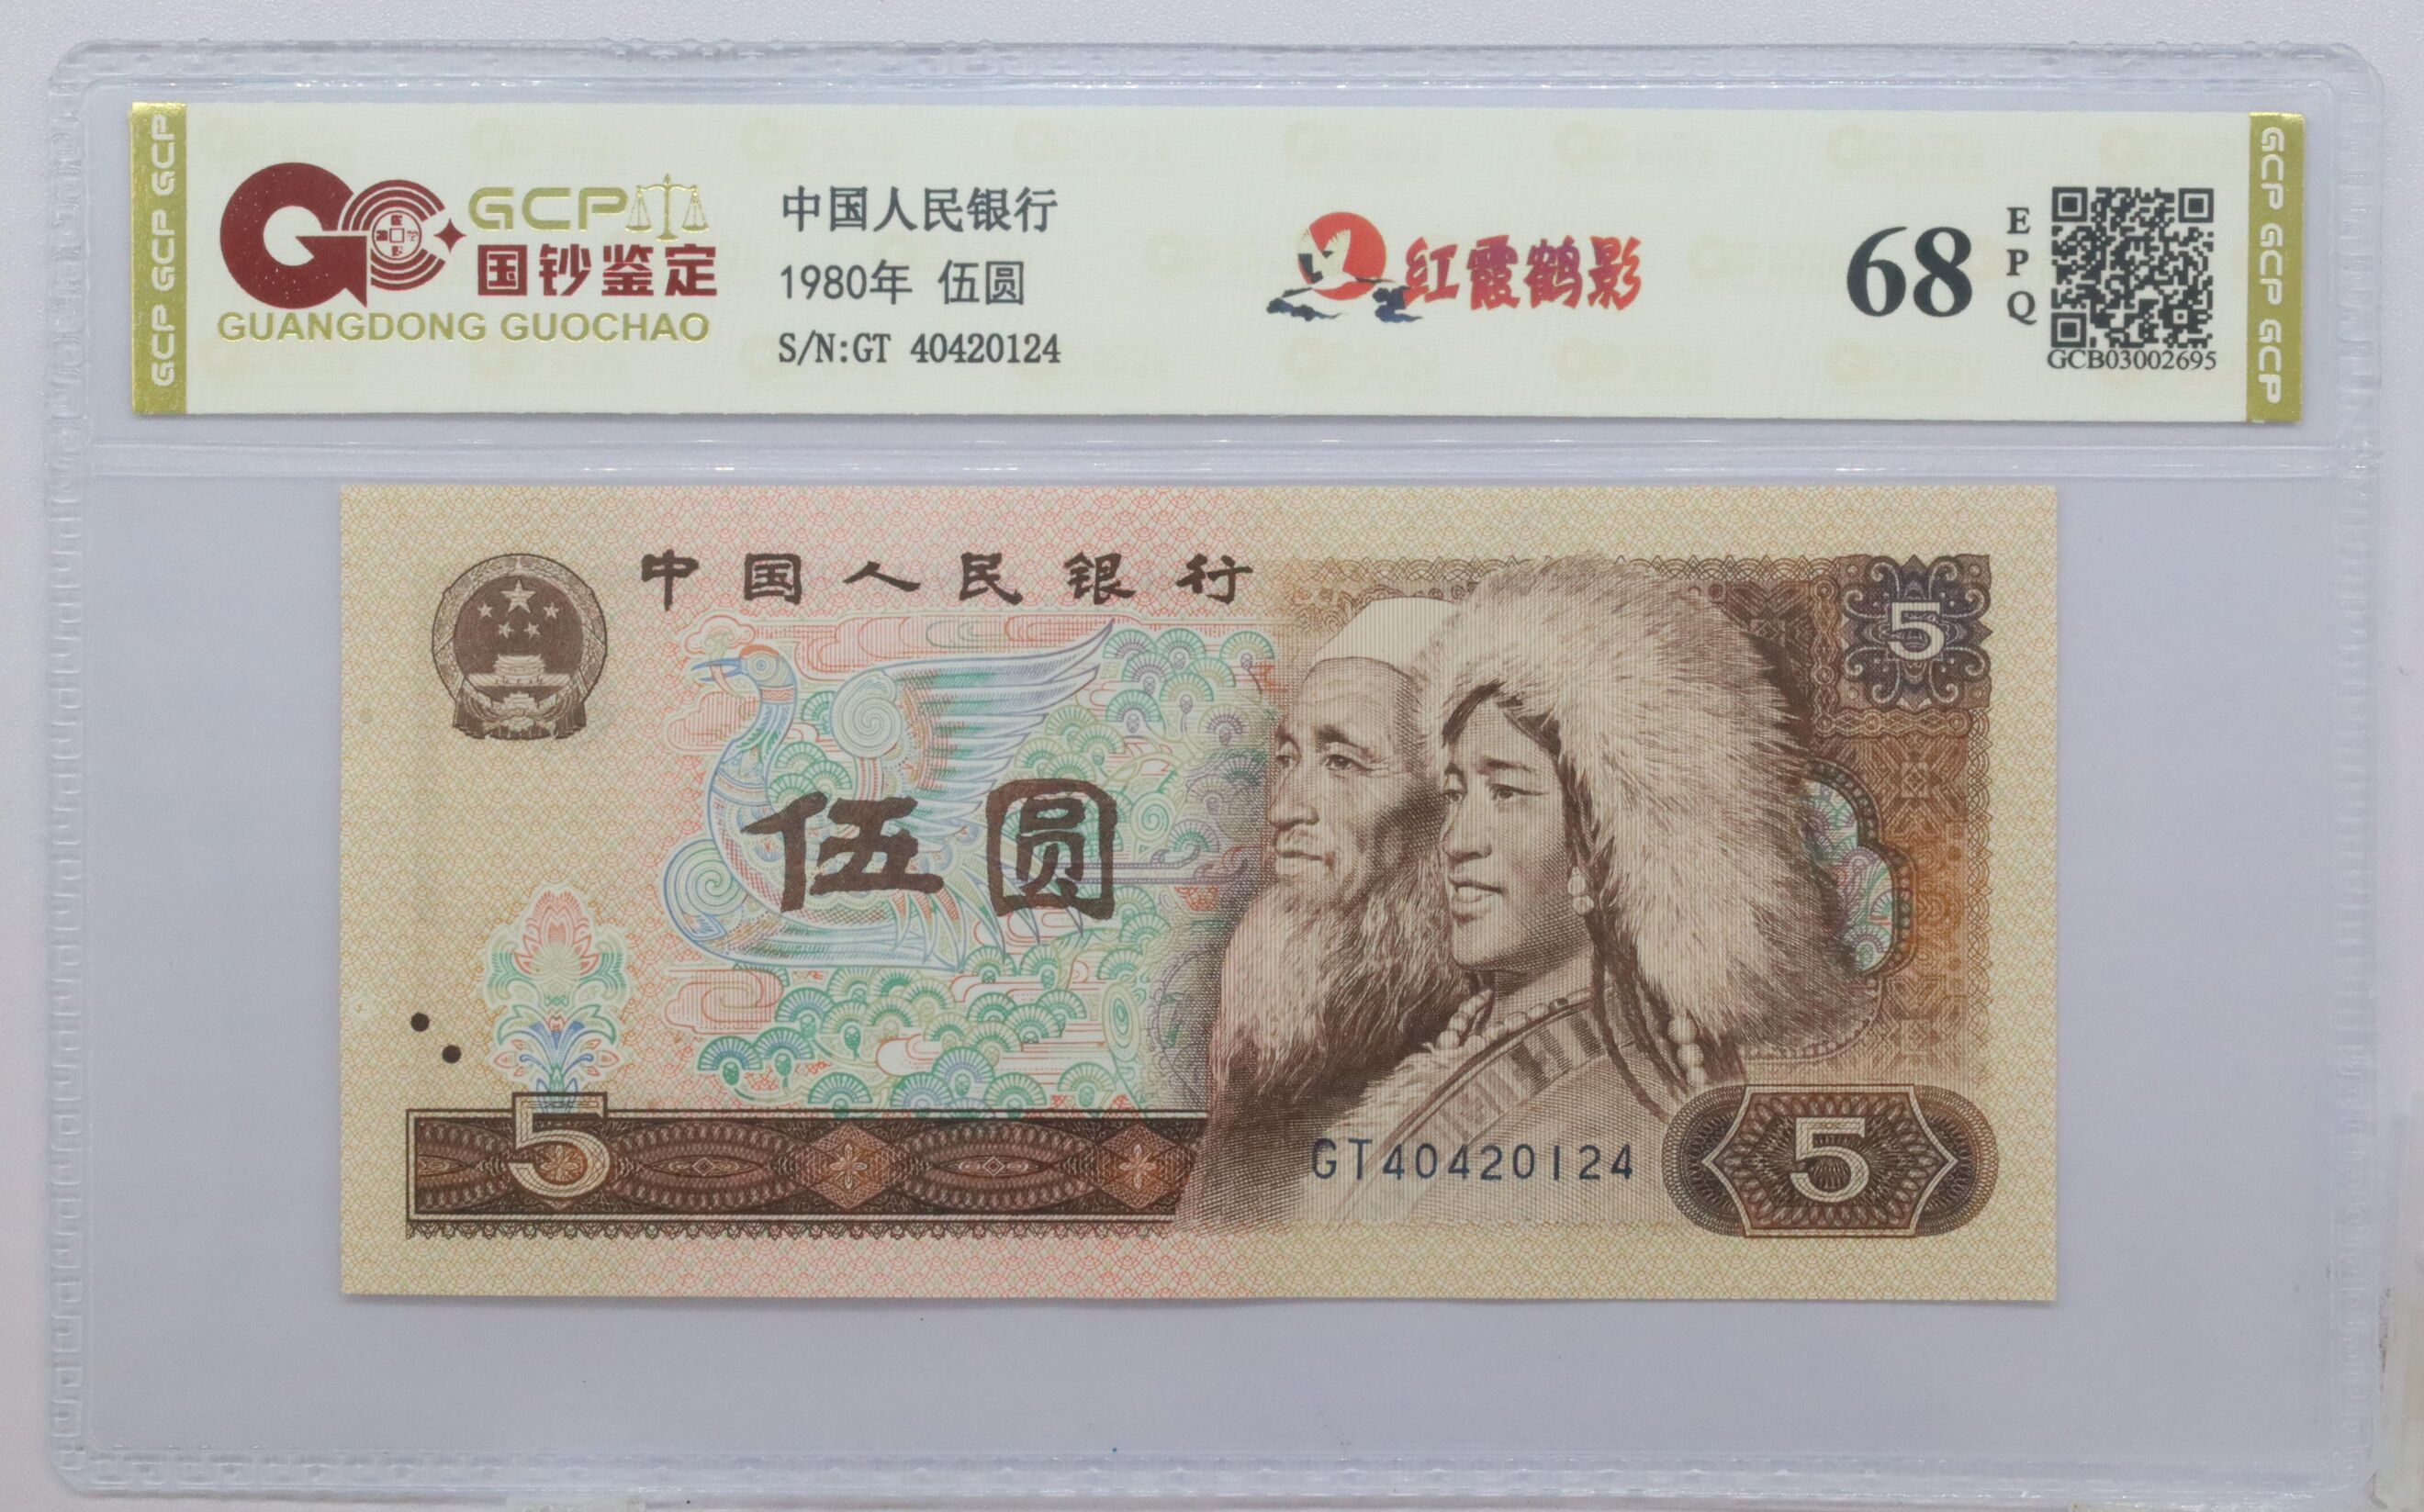 GCP GCP GCP
GCP
国钞鉴定
GUANGDONG GUOCHAO
中国人民银行
1980年 伍圆
S/N:GT 40420124
红霞鹤影
68
EPQ
GCB03002695
GCP GCP GCP
中国人民银行
5
伍圆
5
GT40420124
5